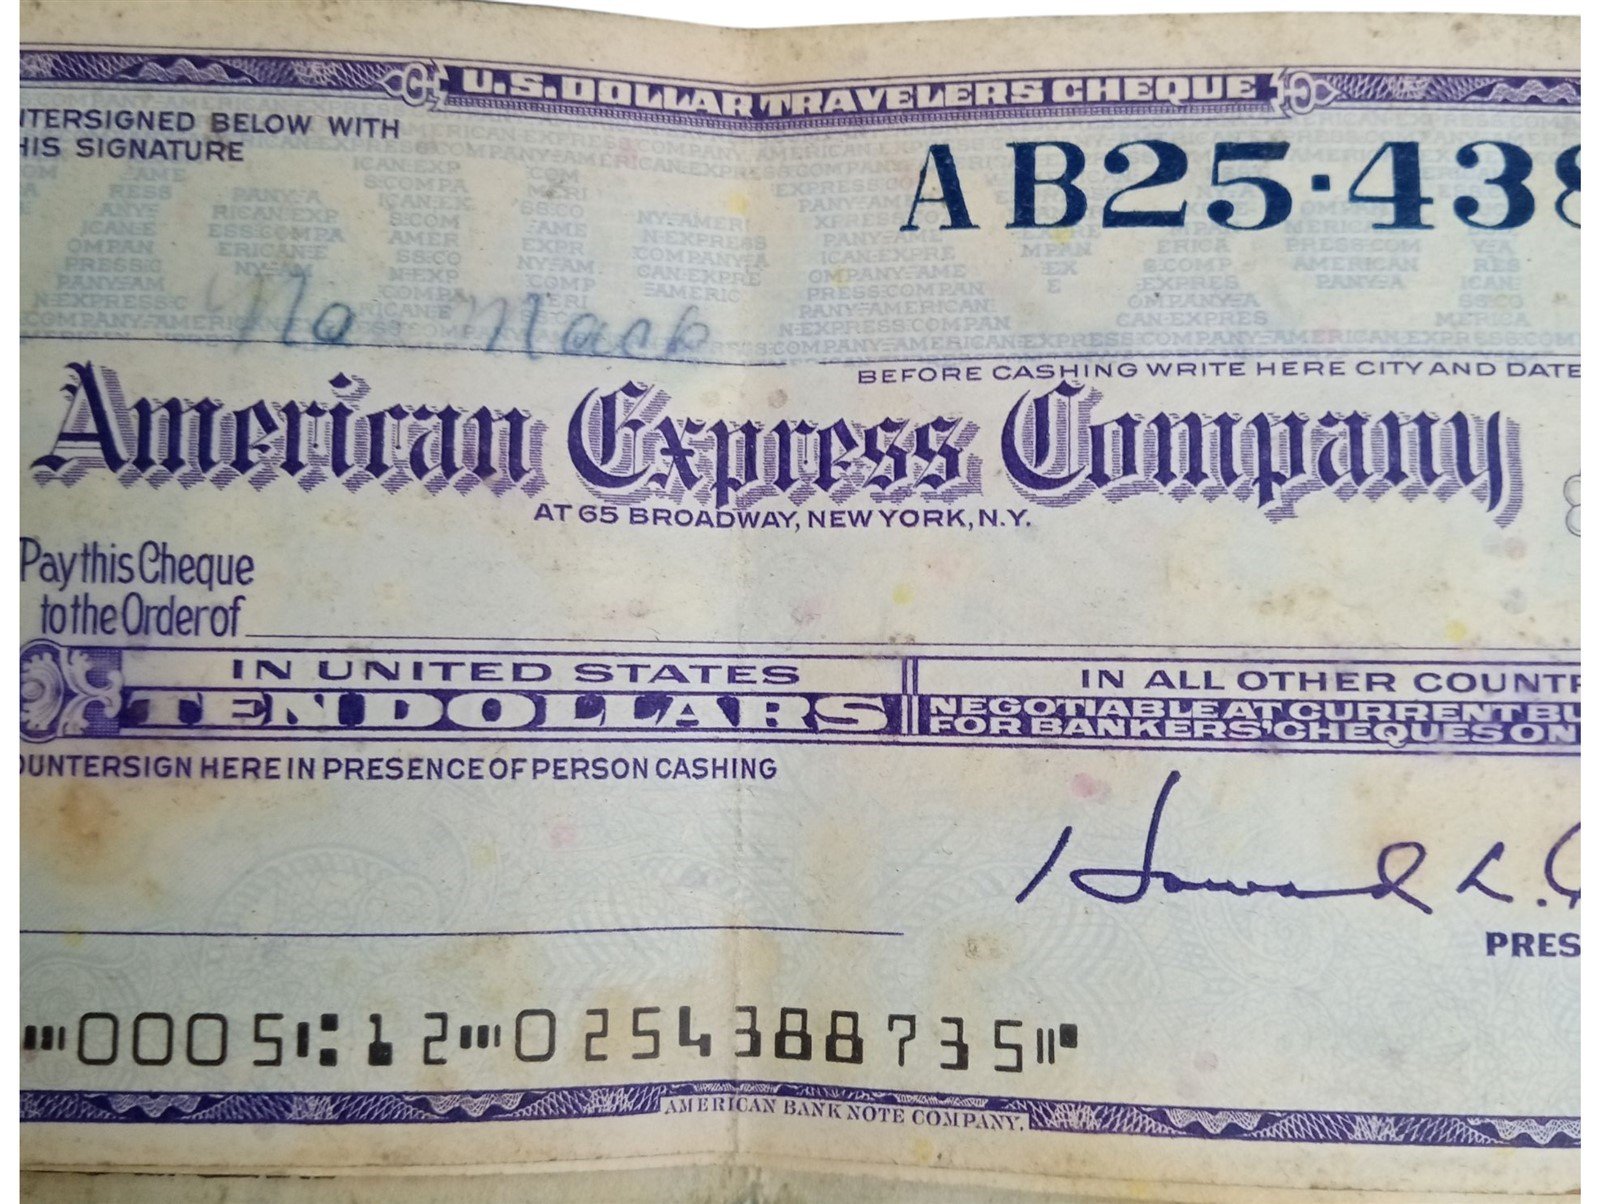 U.S.DOLLAR TRAVELERS CHEQUE
NTERSIGNED BELOW WITH
HIS SIGNATURE
AB25·438
BEFORE CASHING WRITE HERE CITY AND DATE
American Express Company
AT 65 BROADWAY, NEW YORK, N.Y.
Pay this Cheque
to the Order of
IN UNITED STATES
TEN DOLLARS
IN ALL OTHER COUNTR
NEGOTIABLE AT CURRENT BU
FOR BANKERS' CHEQUES ON
OUNTERSIGN HERE IN PRESENCE OF PERSON CASHING
Howard L.
PRES
0005 12 0254388735
AMERICAN BANK NOTE COMPANY.